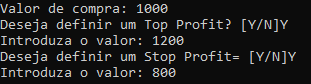 Valor de compra: 1000
Deseja definir um Top Profit? [Y/N]Y
Introduza o valor: 1200
Deseja definir um Stop Profit= [Y/N]Y
Introduza o valor: 800